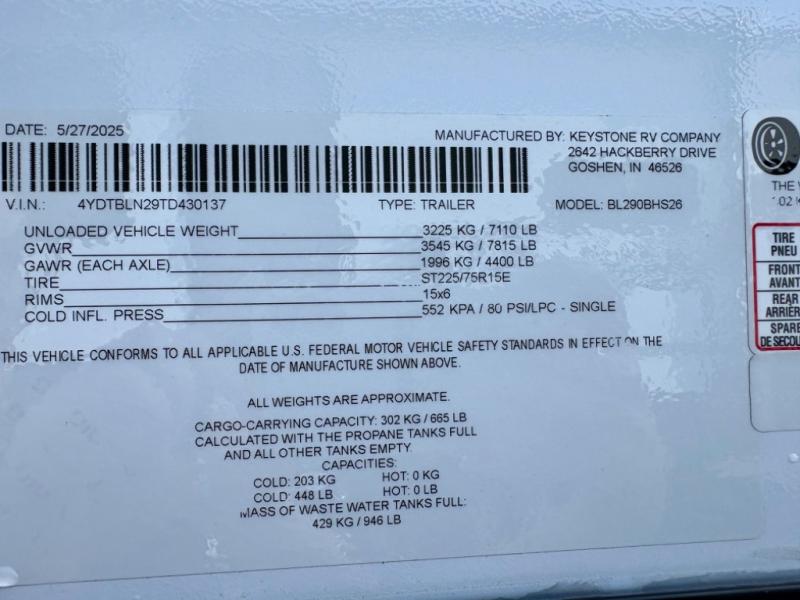 DATE: 5/27/2025
MANUFACTURED BY: KEYSTONE RV COMPANY
2642 HACKBERRY DRIVE
GOSHEN, IN 46526
V.I.N.: 4YDTBLN29TD430137 TYPE: TRAILER MODEL: BL290BHS26
UNLOADED VEHICLE WEIGHT 3225 KG / 7110 LB
GVWR 3545 KG / 7815 LB
GAWR (EACH AXLE) 1996 KG / 4400 LB
TIRE ST225/75R15E
RIMS 15x6
COLD INFL. PRESS 552 KPA / 80 PSI/LPC - SINGLE
THIS VEHICLE CONFORMS TO ALL APPLICABLE U.S. FEDERAL MOTOR VEHICLE SAFETY STANDARDS IN EFFECT ON THE
DATE OF MANUFACTURE SHOWN ABOVE.
ALL WEIGHTS ARE APPROXIMATE.
CARGO-CARRYING CAPACITY: 302 KG / 665 LB
CALCULATED WITH THE PROPANE TANKS FULL
AND ALL OTHER TANKS EMPTY.
CAPACITIES:
COLD: 203 KG HOT: 0 KG
COLD: 448 LB HOT: 0 LB
MASS OF WASTE WATER TANKS FULL:
429 KG / 946 LB
THE
TIRE
PNEU
FRONT
AVANT
REAR
ARRIÈRE
SPARE
DE SECOU